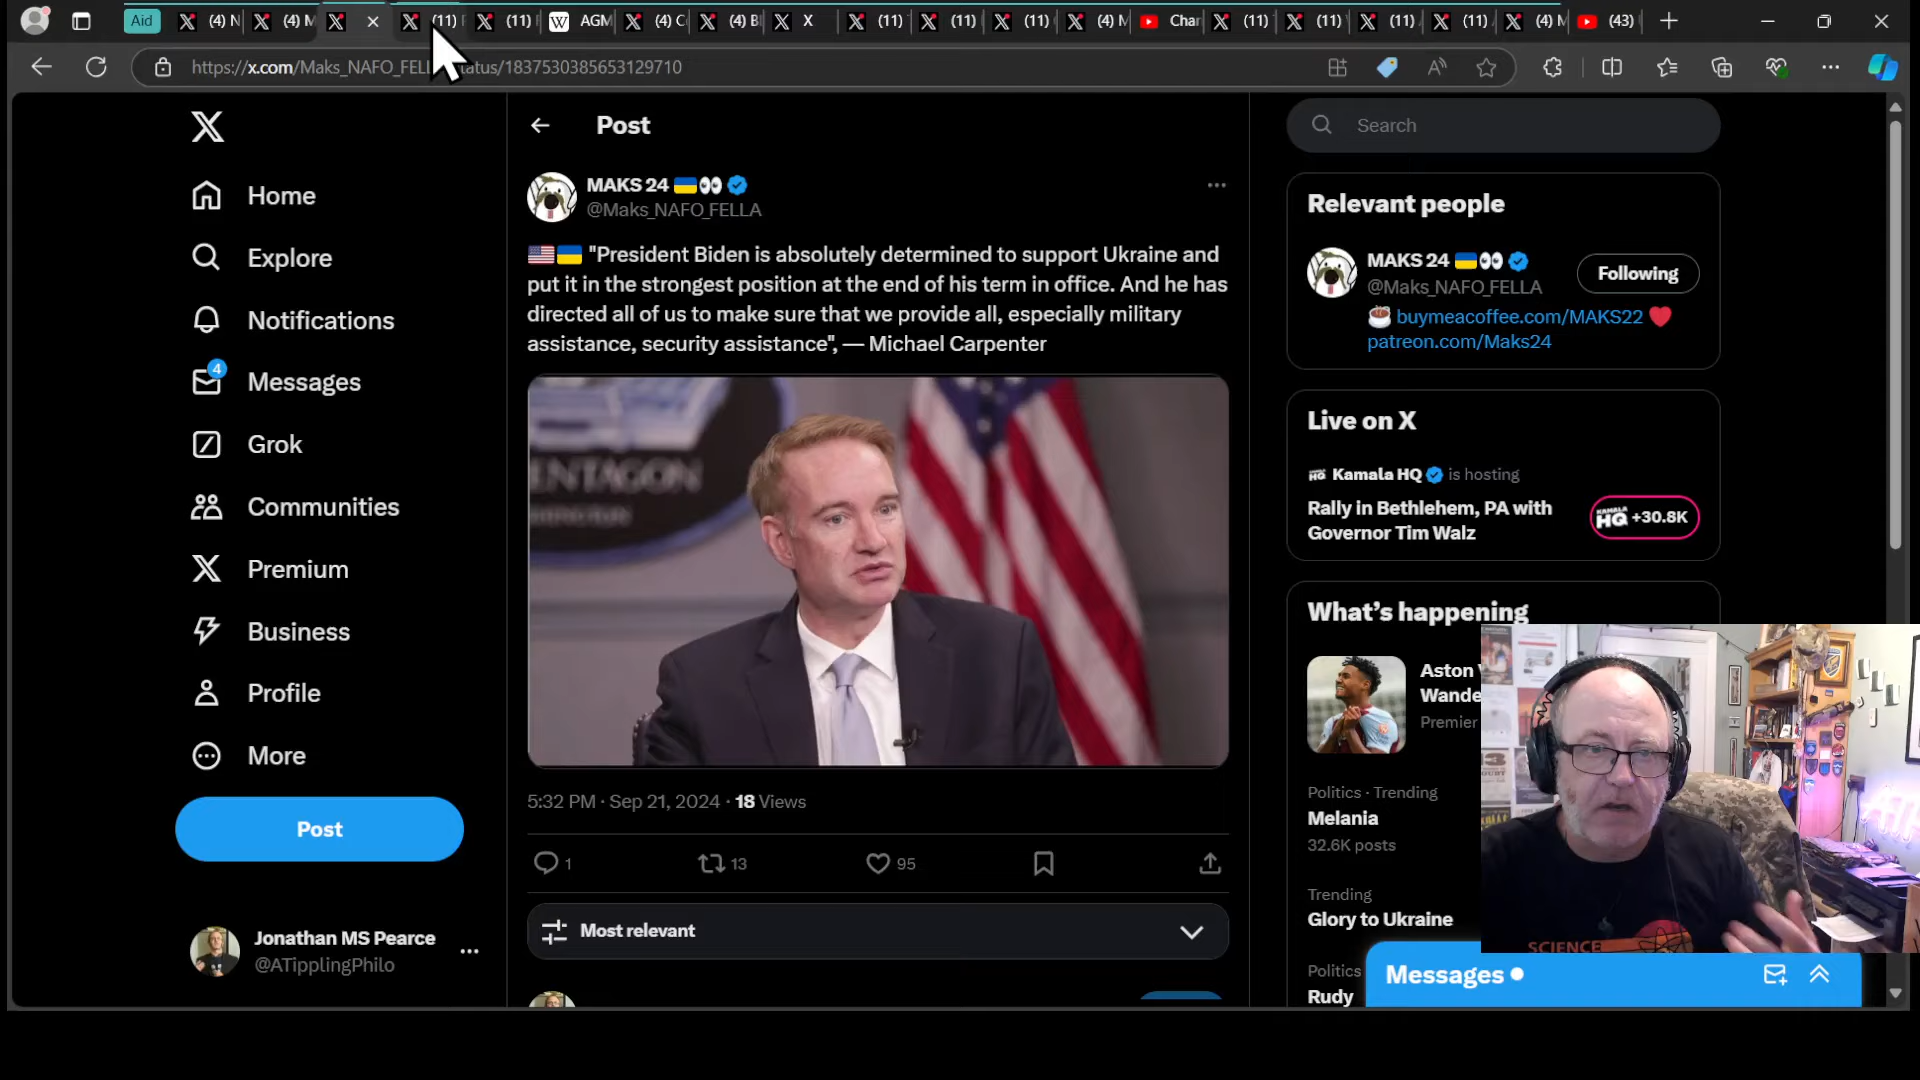 Aid
(4) N
(4) M
(11)
(11)
AGM
(4) C
(4) B
X
(11)
(11)
(11)
(4) M
Char
(11)
(11)
(11)
(11)
(4) M
(43)
https://x.com/Maks_NAFO_FELL tatus/1837530385653129710
Post
Search
Home
Explore
Notifications
4
Messages
Grok
Communities
Premium
Business
Profile
More
Post
Jonathan MS Pearce
@ATipplingPhilo
MAKS 24
@Maks_NAFO_FELLA
"President Biden is absolutely determined to support Ukraine and
put it in the strongest position at the end of his term in office. And he has
directed all of us to make sure that we provide all, especially military
assistance, security assistance", — Michael Carpenter
PENTAGON
5:32 PM · Sep 21, 2024 · 18 Views
1
13
95
Most relevant
Relevant people
MAKS 24
@Maks_NAFO_FELLA
Following
buymeacoffee.com/MAKS22
patreon.com/Maks24
Live on X
Kamala HQ is hosting
Rally in Bethlehem, PA with
Governor Tim Walz
KAMALA HQ +30.8K
What's happening
Aston
Wande
Premier
Politics · Trending
Melania
32.6K posts
Trending
Glory to Ukraine
Politics
Rudy
SCIENCE
Messages